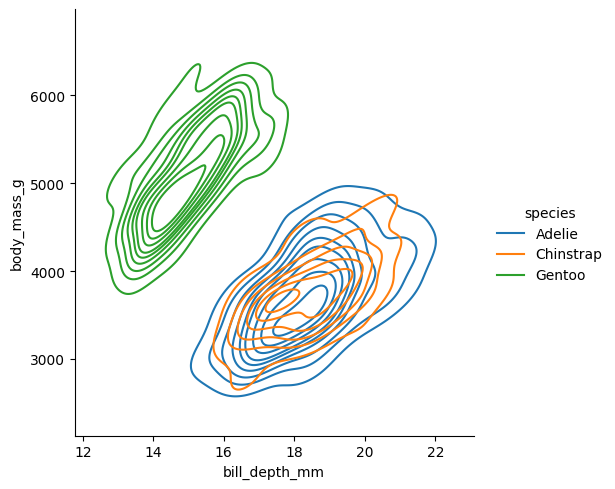 6000
5000
4000
3000
body_mass_g
12 14 16 18 20 22
bill_depth_mm
species
Adelie
Chinstrap
Gentoo